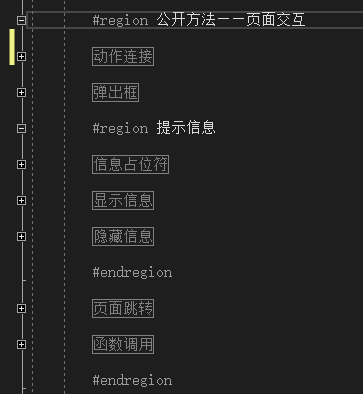 #region 公开方法——页面交互
动作连接
弹出框
#region 提示信息
信息占位符
显示信息
隐藏信息
#endregion
页面跳转
函数调用
#endregion